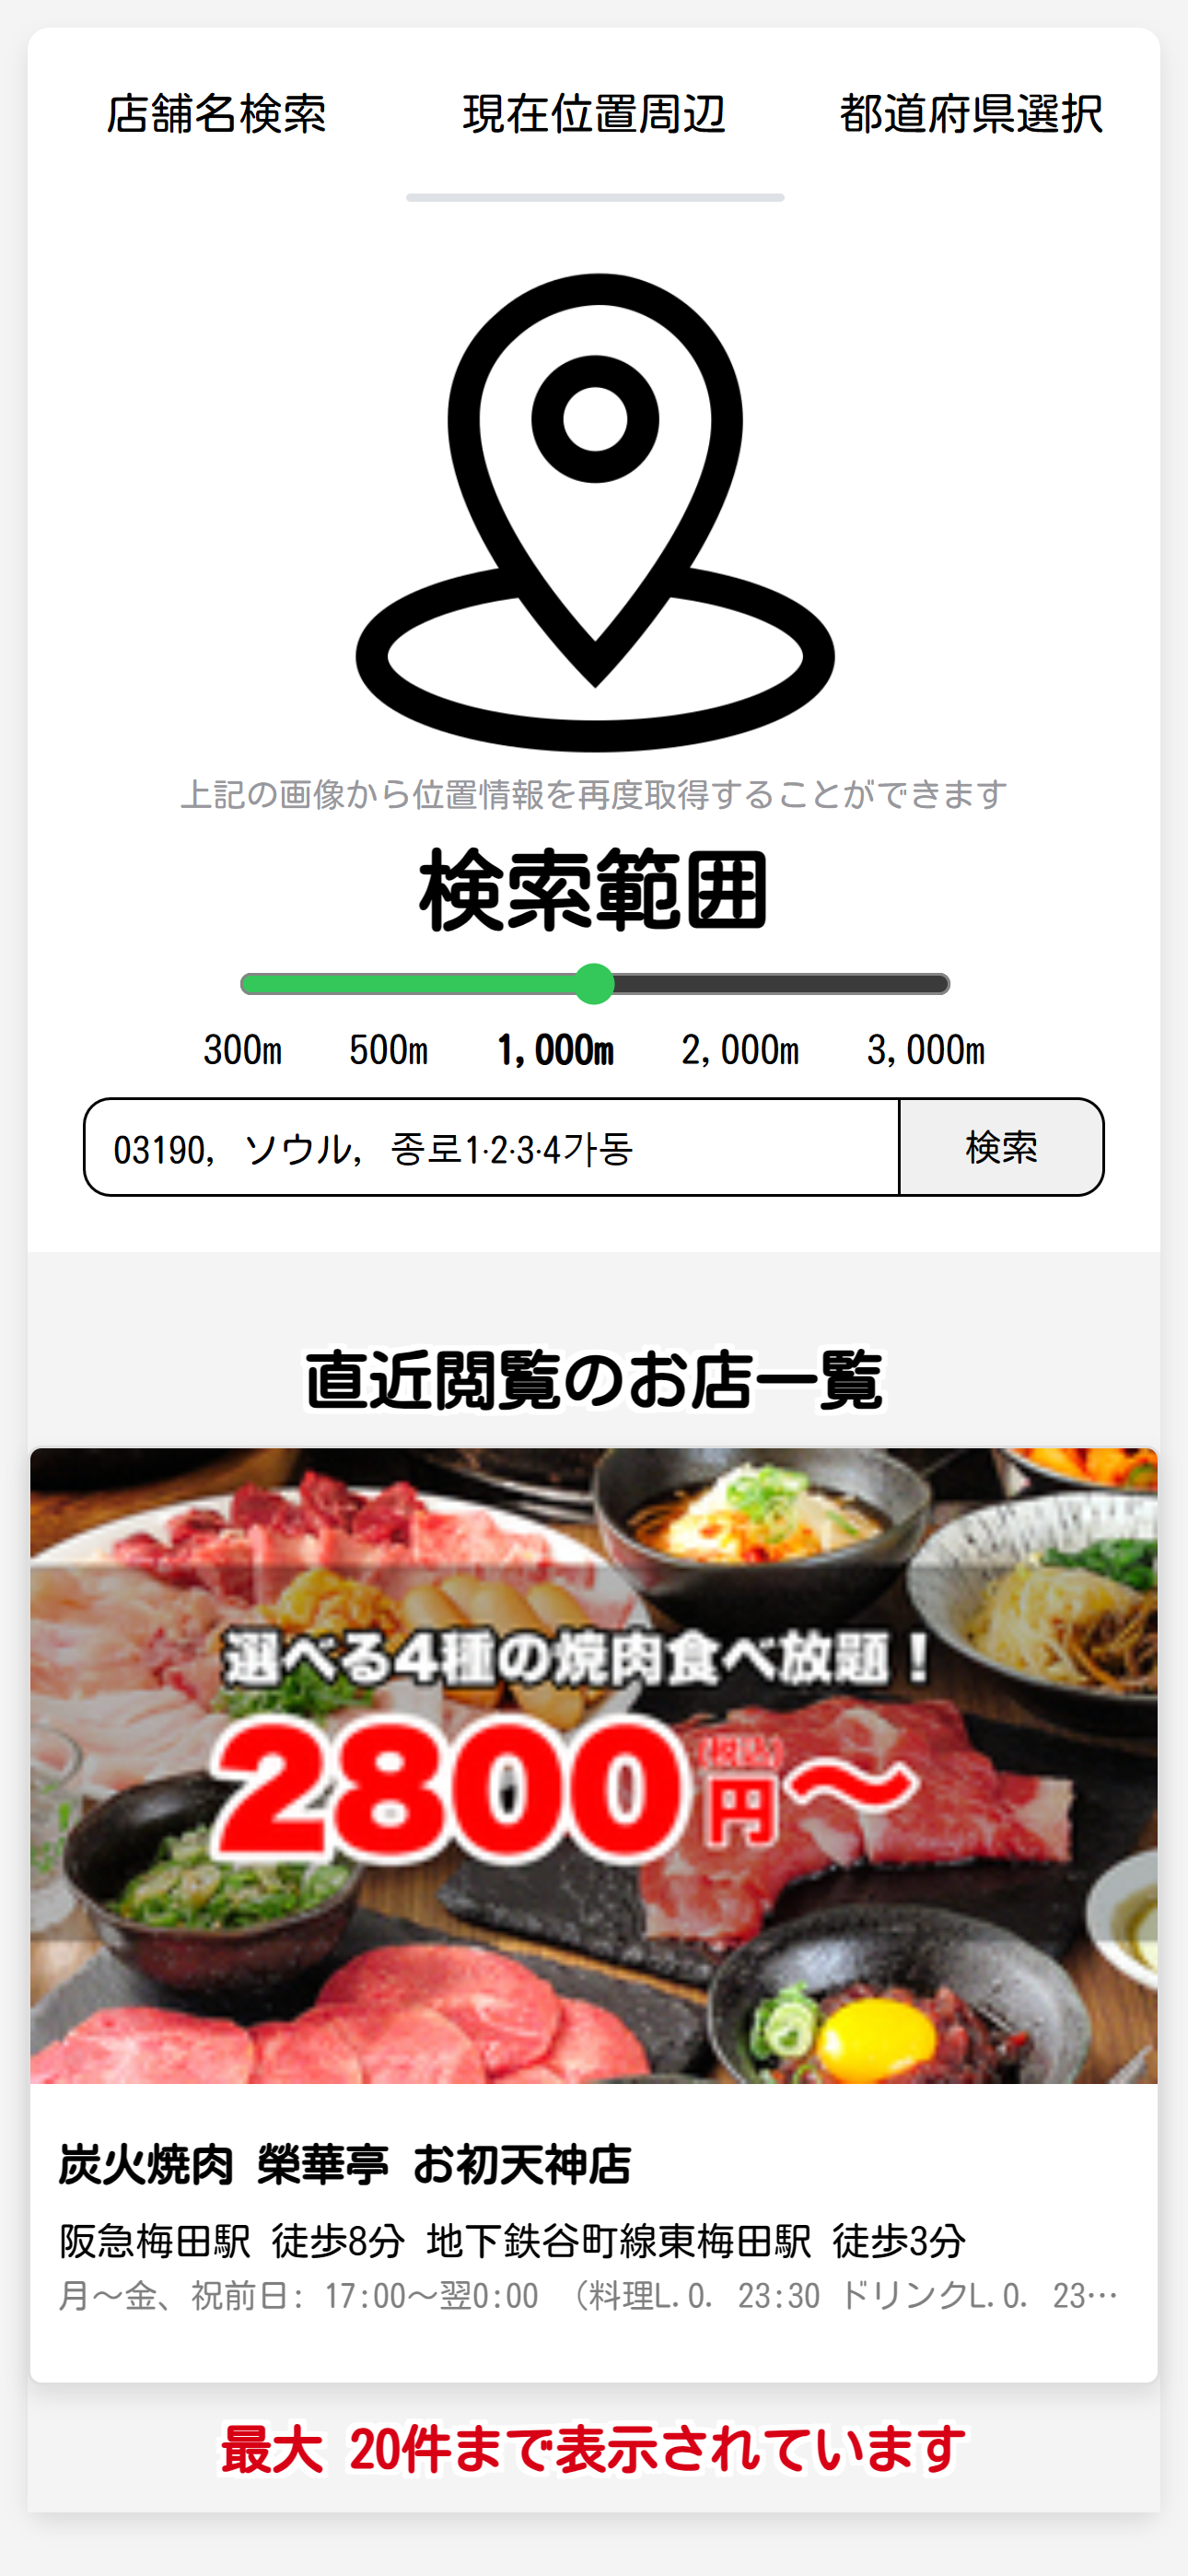 店舗名検索 現在位置周辺 都道府県選択
上記の画像から位置情報を再度取得することができます
検索範囲
300m 500m 1,000m 2,000m 3,000m
03190, ソウル, 종로1·2·3·4가동 検索
直近閲覧のお店一覧
選べる4種の焼肉食べ放題！
2800円(税込)〜
炭火焼肉 榮華亭 お初天神店
阪急梅田駅 徒歩8分 地下鉄谷町線東梅田駅 徒歩3分
月～金、祝前日: 17:00～翌0:00 （料理L.O. 23:30 ドリンクL.O. 23…
最大 20件まで表示されています